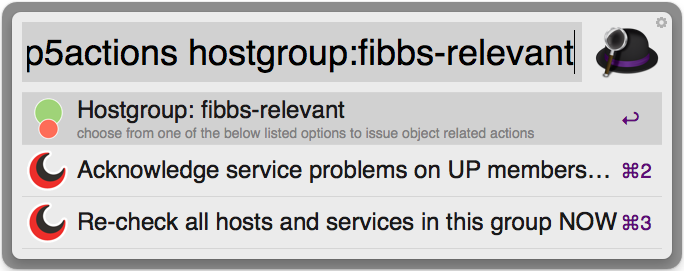 p5actions hostgroup:fibbs-relevant
Hostgroup: fibbs-relevant
choose from one of the below listed options to issue object related actions
Acknowledge service problems on UP members… ⌘2
Re-check all hosts and services in this group NOW ⌘3